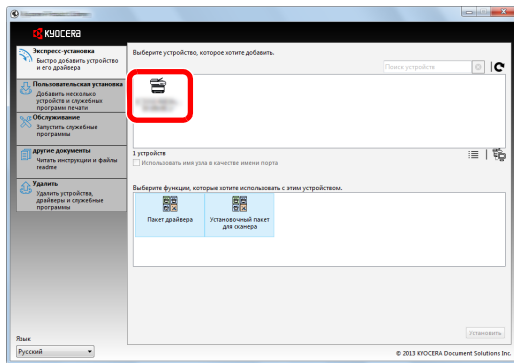 KYOCERA
Экспресс-установка
Быстро добавить устройство
и его драйвера
Пользовательская установка
Добавить несколько
устройств и служебных
программ печати
Обслуживание
Запустить служебные
программы
другие документы
Читать инструкции и файлы
readme
Удалить
Удалить устройства,
драйверы и служебные
программы
Язык
Русский
Выберите устройство, которое хотите добавить.
Поиск устройств
1 устройств
Использовать имя узла в качестве имени порта
Выберите функции, которые хотите использовать с этим устройством.
Пакет драйвера
Установочный пакет
для сканера
Установить
© 2013 KYOCERA Document Solutions Inc.